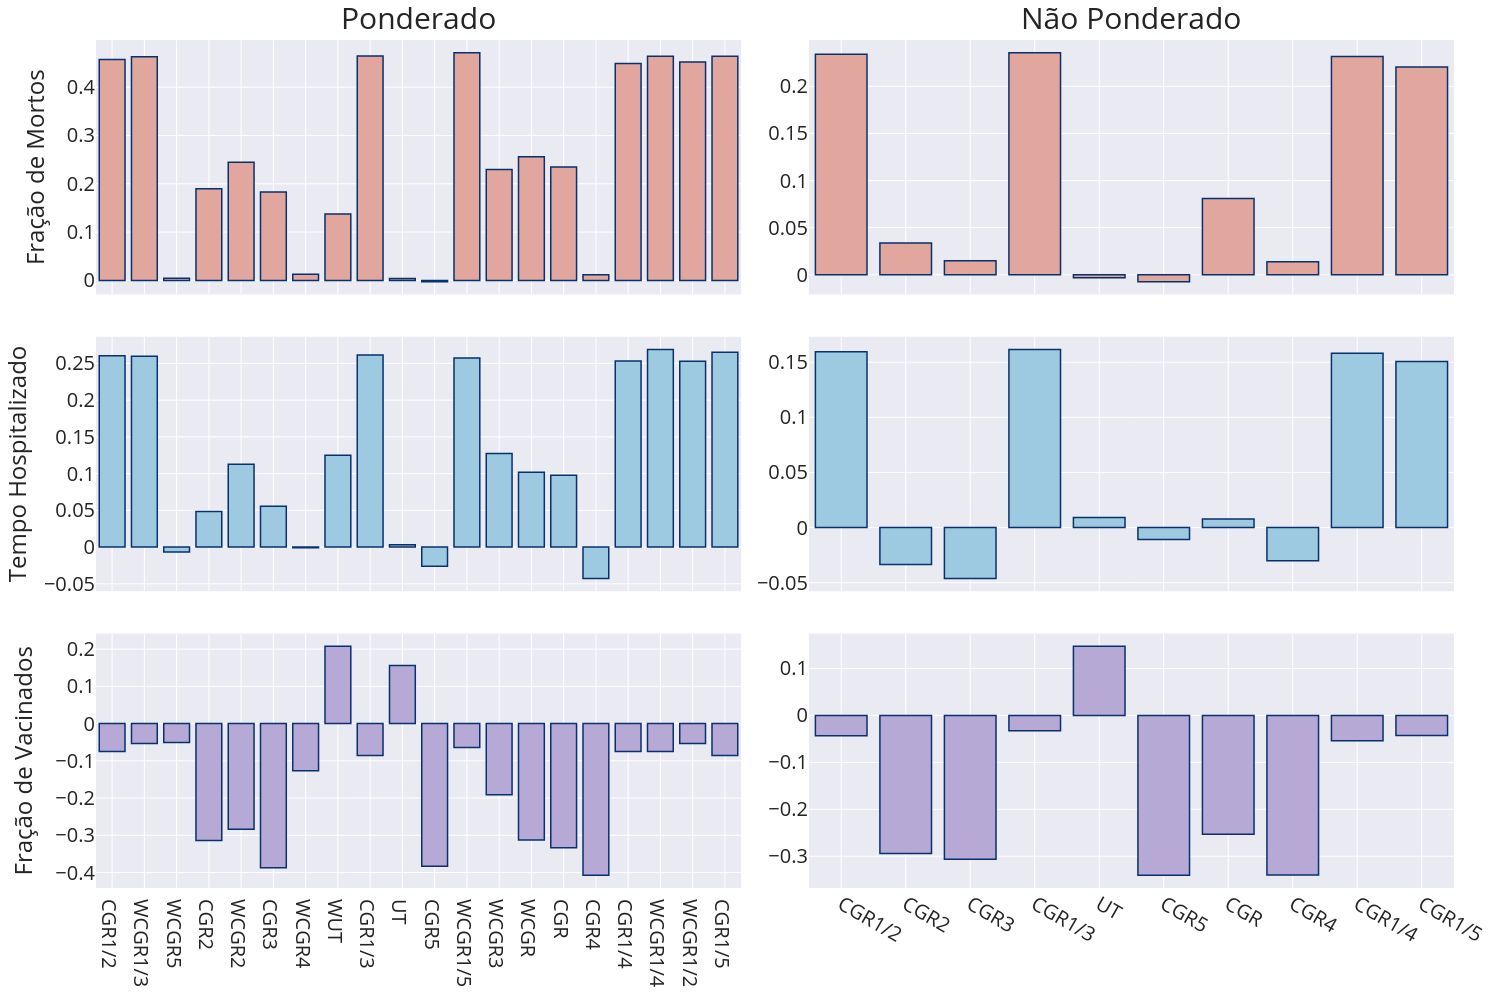 Ponderado
Não Ponderado
Fração de Mortos
0.4
0.3
0.2
0.1
0
0.2
0.15
0.1
0.05
0
Tempo Hospitalizado
0.25
0.2
0.15
0.1
0.05
0
−0.05
0.15
0.1
0.05
0
−0.05
Fração de Vacinados
0.2
0.1
0
−0.1
−0.2
−0.3
−0.4
0.1
0
−0.1
−0.2
−0.3
CGR1/2
WCGR1/3
WCGR5
CGR2
WCGR2
CGR3
WCGR4
WUT
CGR1/3
UT
CGR5
WCGR1/5
WCGR3
WCGR
CGR
CGR4
CGR1/4
WCGR1/4
WCGR1/2
CGR1/5
CGR1/2
CGR2
CGR3
CGR1/3
UT
CGR5
CGR
CGR4
CGR1/4
CGR1/5